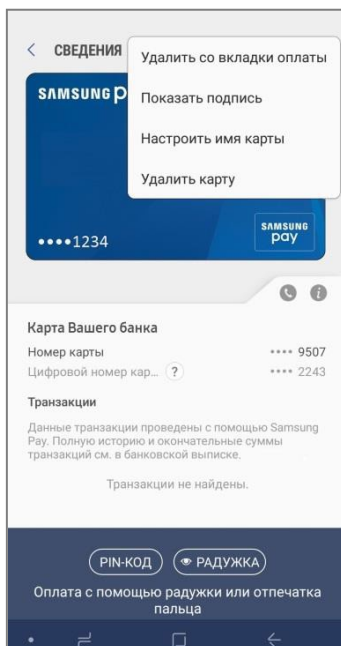 СВЕДЕНИЯ
Удалить со вкладки оплаты
Показать подпись
Настроить имя карты
Удалить карту
SAMSUNG p
••••1234
SAMSUNG
pay
Карта Вашего банка
Номер карты •••• 9507
Цифровой номер кар... ? •••• 2243
Транзакции
Данные транзакции проведены с помощью Samsung
Pay. Полную историю и окончательные суммы
транзакций см. в банковской выписке.
Транзакции не найдены.
PIN-КОД РАДУЖКА
Оплата с помощью радужки или отпечатка
пальца